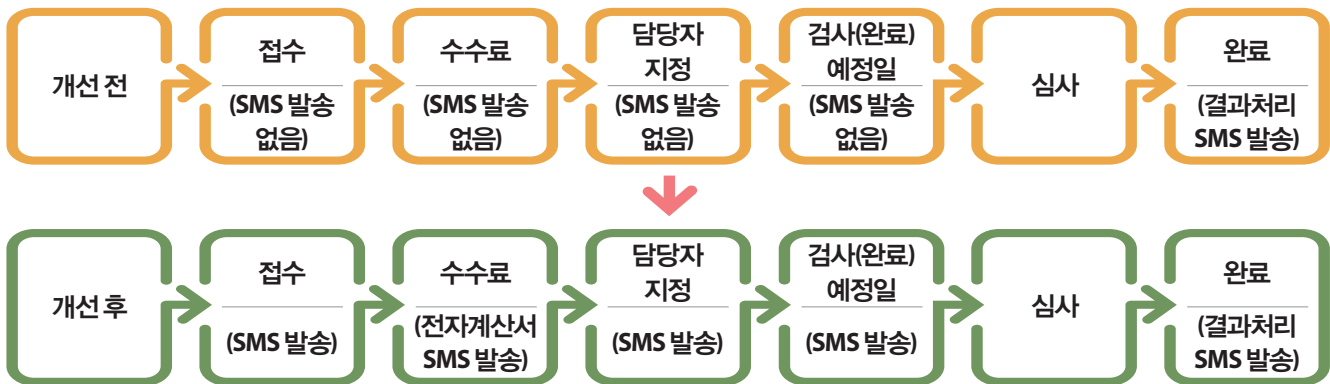 개선 전
접수
(SMS 발송
없음)
수수료
(SMS 발송
없음)
담당자
지정
(SMS 발송
없음)
검사(완료)
예정일
(SMS 발송
없음)
심사
완료
(결과처리
SMS 발송)
개선 후
접수
(SMS 발송)
수수료
(전자계산서
SMS 발송)
담당자
지정
(SMS 발송)
검사(완료)
예정일
(SMS 발송)
심사
완료
(결과처리
SMS 발송)